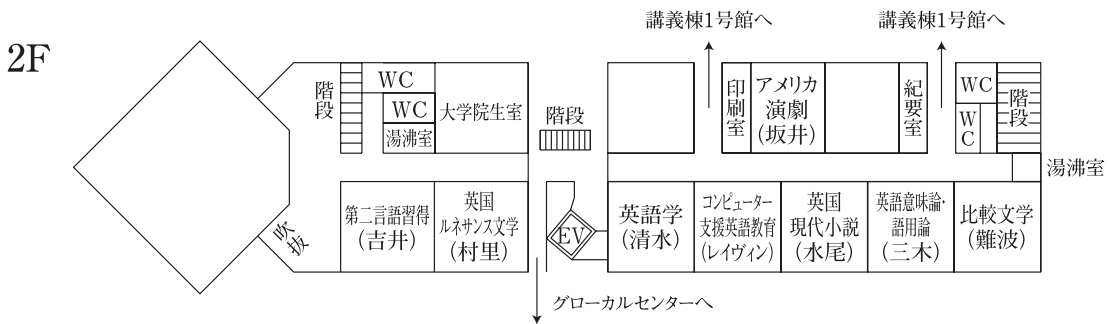 講義棟1号館へ
講義棟1号館へ
2F
階段
WC
WC
湯沸室
大学院生室
階段
印刷室
アメリカ
演劇
(坂井)
紀要室
WC
WC
階段
湯沸室
吹抜
第二言語習得
(吉井)
英国
ルネサンス文学
(村里)
EV
英語学
(清水)
コンピューター
支援英語教育
(レイヴィン)
英国
現代小説
(水尾)
英語意味論・
語用論
(三木)
比較文学
(難波)
グローカルセンターへ